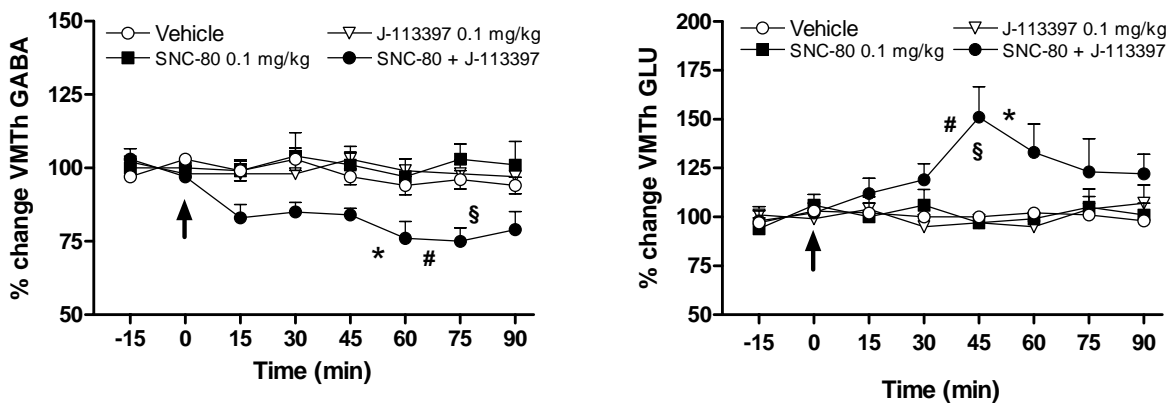 % change VMTh GABA
150
125
100
75
50
Vehicle
J-113397 0.1 mg/kg
SNC-80 0.1 mg/kg
SNC-80 + J-113397
§
* #
-15 0 15 30 45 60 75 90
Time (min)
% change VMTh GLU
200
175
150
125
100
75
50
Vehicle
J-113397 0.1 mg/kg
SNC-80 0.1 mg/kg
SNC-80 + J-113397
# *
§
-15 0 15 30 45 60 75 90
Time (min)